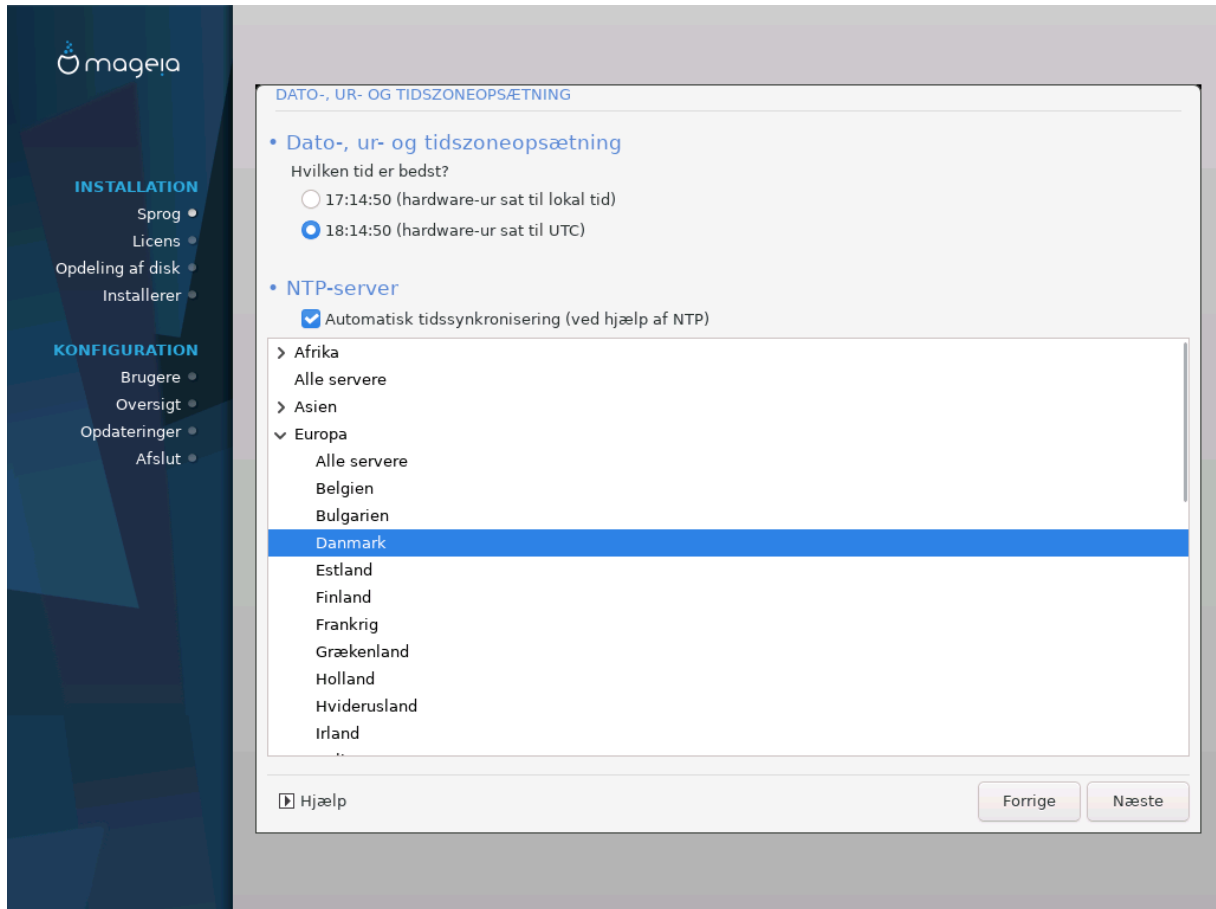 mageia
INSTALLATION
Sprog
Licens
Opdeling af disk
Installerer
KONFIGURATION
Brugere
Oversigt
Opdateringer
Afslut
DATO-, UR- OG TIDSZONEOPSÆTNING
• Dato-, ur- og tidszoneopsætning
Hvilken tid er bedst?
17:14:50 (hardware-ur sat til lokal tid)
18:14:50 (hardware-ur sat til UTC)
• NTP-server
Automatisk tidssynkronisering (ved hjælp af NTP)
Afrika
Alle servere
Asien
Europa
Alle servere
Belgien
Bulgarien
Danmark
Estland
Finland
Frankrig
Grækenland
Holland
Hviderusland
Irland
Hjælp
Forrige
Næste